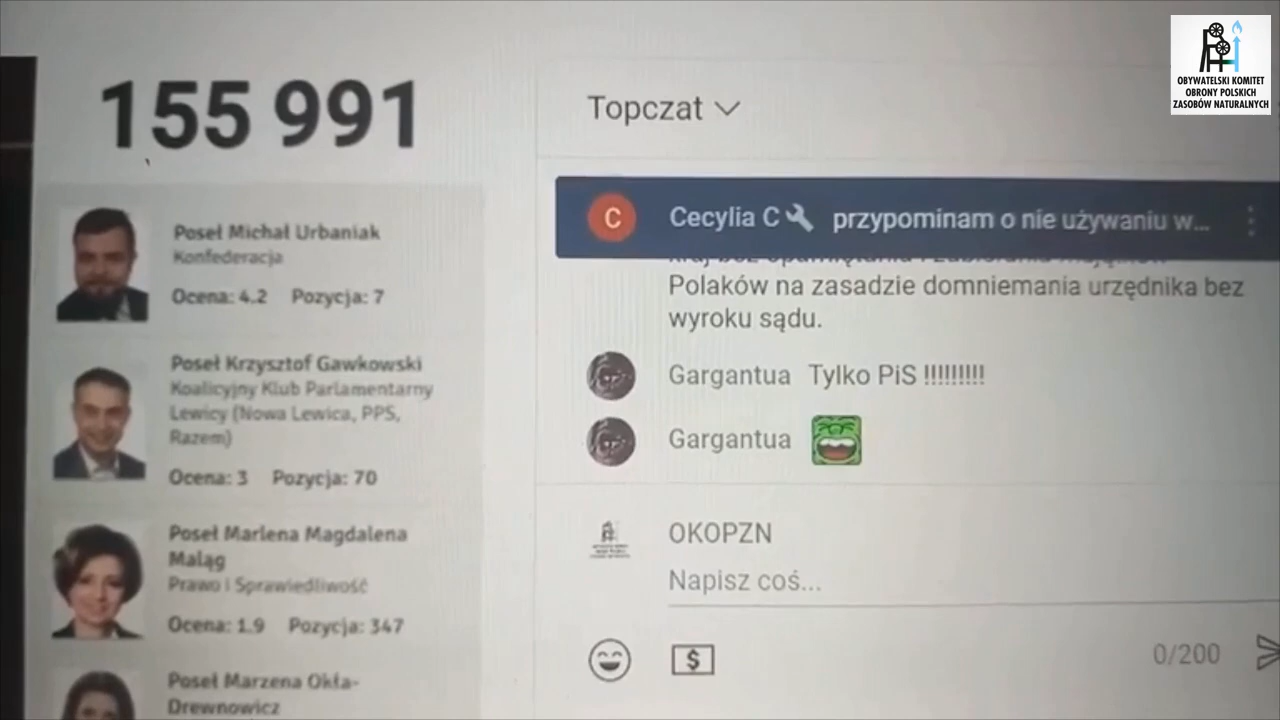 155 991
Poseł Michał Urbaniak
Konfederacja
Ocena: 4.2 Pozycja: 7
Poseł Krzysztof Gawkowski
Koalicyjny Klub Parlamentarny
Lewicy (Nowa Lewica, PPS,
Razem)
Ocena: 3 Pozycja: 70
Poseł Marlena Magdalena
Maląg
Prawo i Sprawiedliwość
Ocena: 1.9 Pozycja: 347
Poseł Marzena Okła-
Drewnowicz
Topczat
C
Cecylia C przypominam o nie używaniu w...
Polaków na zasadzie domniemania urzędnika bez
wyroku sądu.
Gargantua Tylko PiS !!!!!!!!!
Gargantua
OKOPZN
Napisz coś...
0/200
OBYWATELSKI KOMITET
OBRONY POLSKICH
ZASOBÓW NATURALNYCH